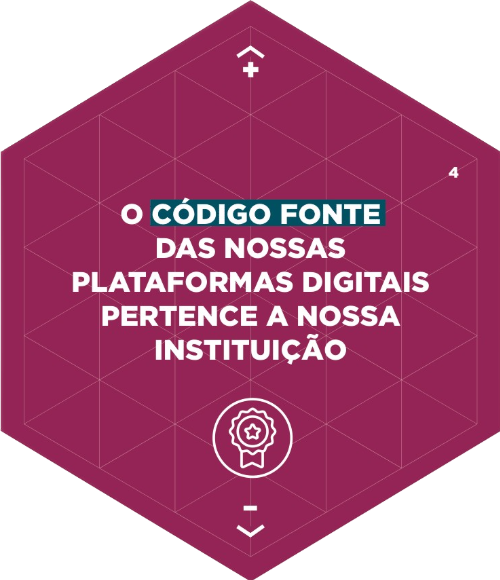 +
4
O CÓDIGO FONTE
DAS NOSSAS
PLATAFORMAS DIGITAIS
PERTENCE A NOSSA
INSTITUIÇÃO
-